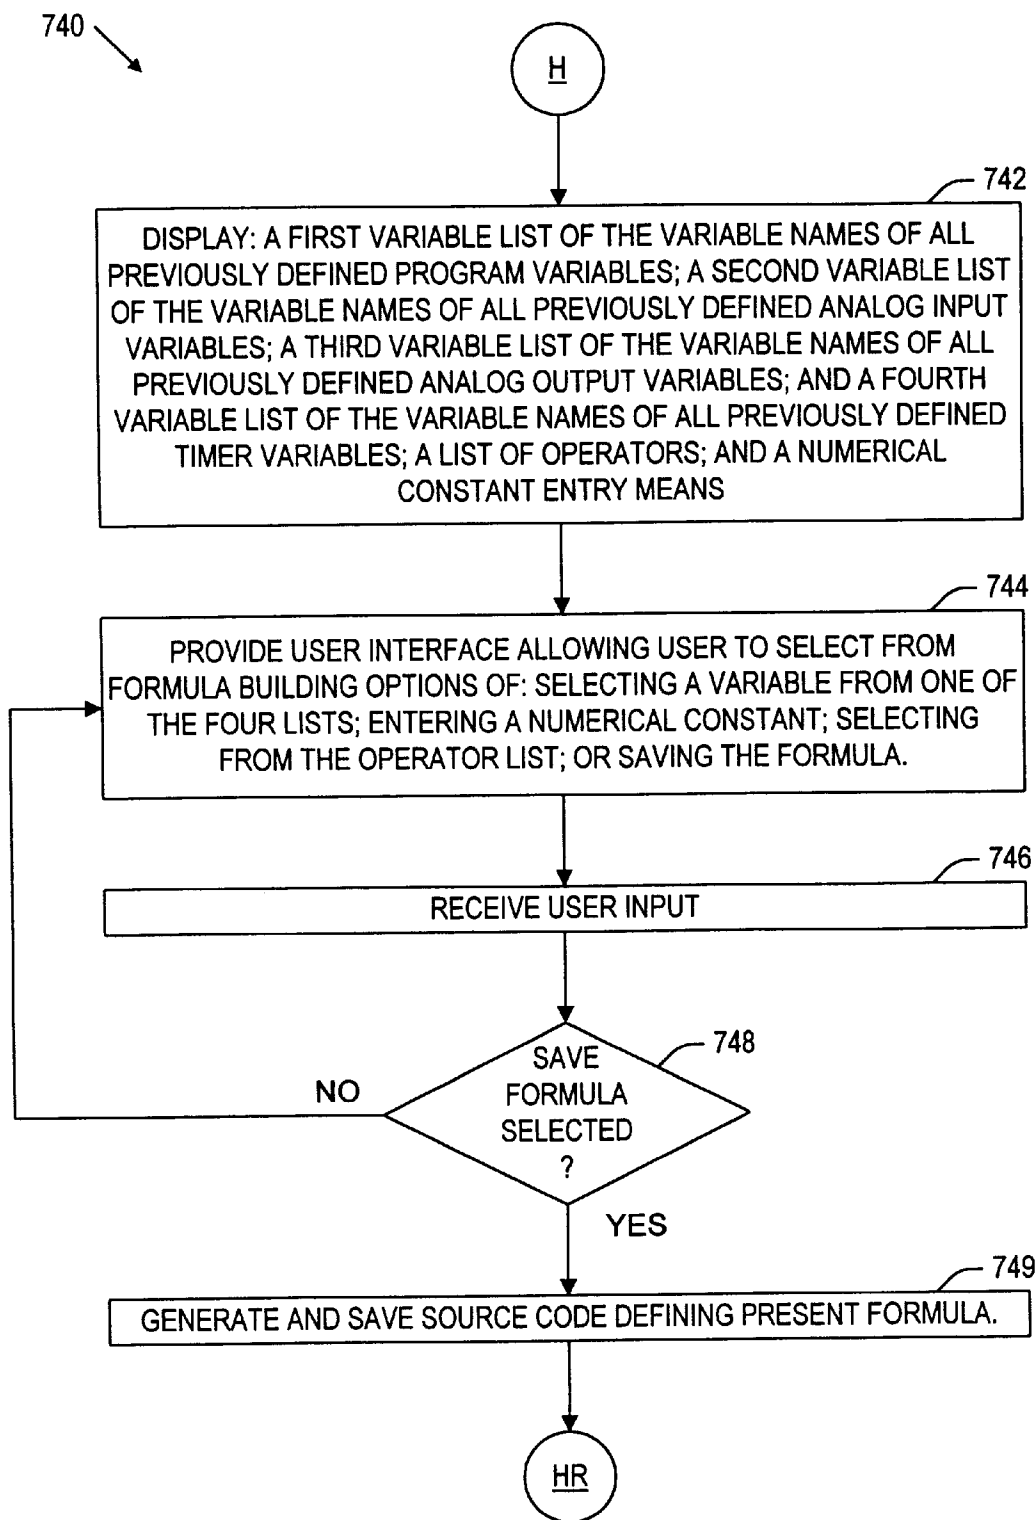 740
H
742
DISPLAY: A FIRST VARIABLE LIST OF THE VARIABLE NAMES OF ALL
PREVIOUSLY DEFINED PROGRAM VARIABLES; A SECOND VARIABLE LIST
OF THE VARIABLE NAMES OF ALL PREVIOUSLY DEFINED ANALOG INPUT
VARIABLES; A THIRD VARIABLE LIST OF THE VARIABLE NAMES OF ALL
PREVIOUSLY DEFINED ANALOG OUTPUT VARIABLES; AND A FOURTH
VARIABLE LIST OF THE VARIABLE NAMES OF ALL PREVIOUSLY DEFINED
TIMER VARIABLES; A LIST OF OPERATORS; AND A NUMERICAL
CONSTANT ENTRY MEANS
744
PROVIDE USER INTERFACE ALLOWING USER TO SELECT FROM
FORMULA BUILDING OPTIONS OF: SELECTING A VARIABLE FROM ONE OF
THE FOUR LISTS; ENTERING A NUMERICAL CONSTANT; SELECTING
FROM THE OPERATOR LIST; OR SAVING THE FORMULA.
746
RECEIVE USER INPUT
748
SAVE
FORMULA
SELECTED
?
NO
YES
749
GENERATE AND SAVE SOURCE CODE DEFINING PRESENT FORMULA.
HR